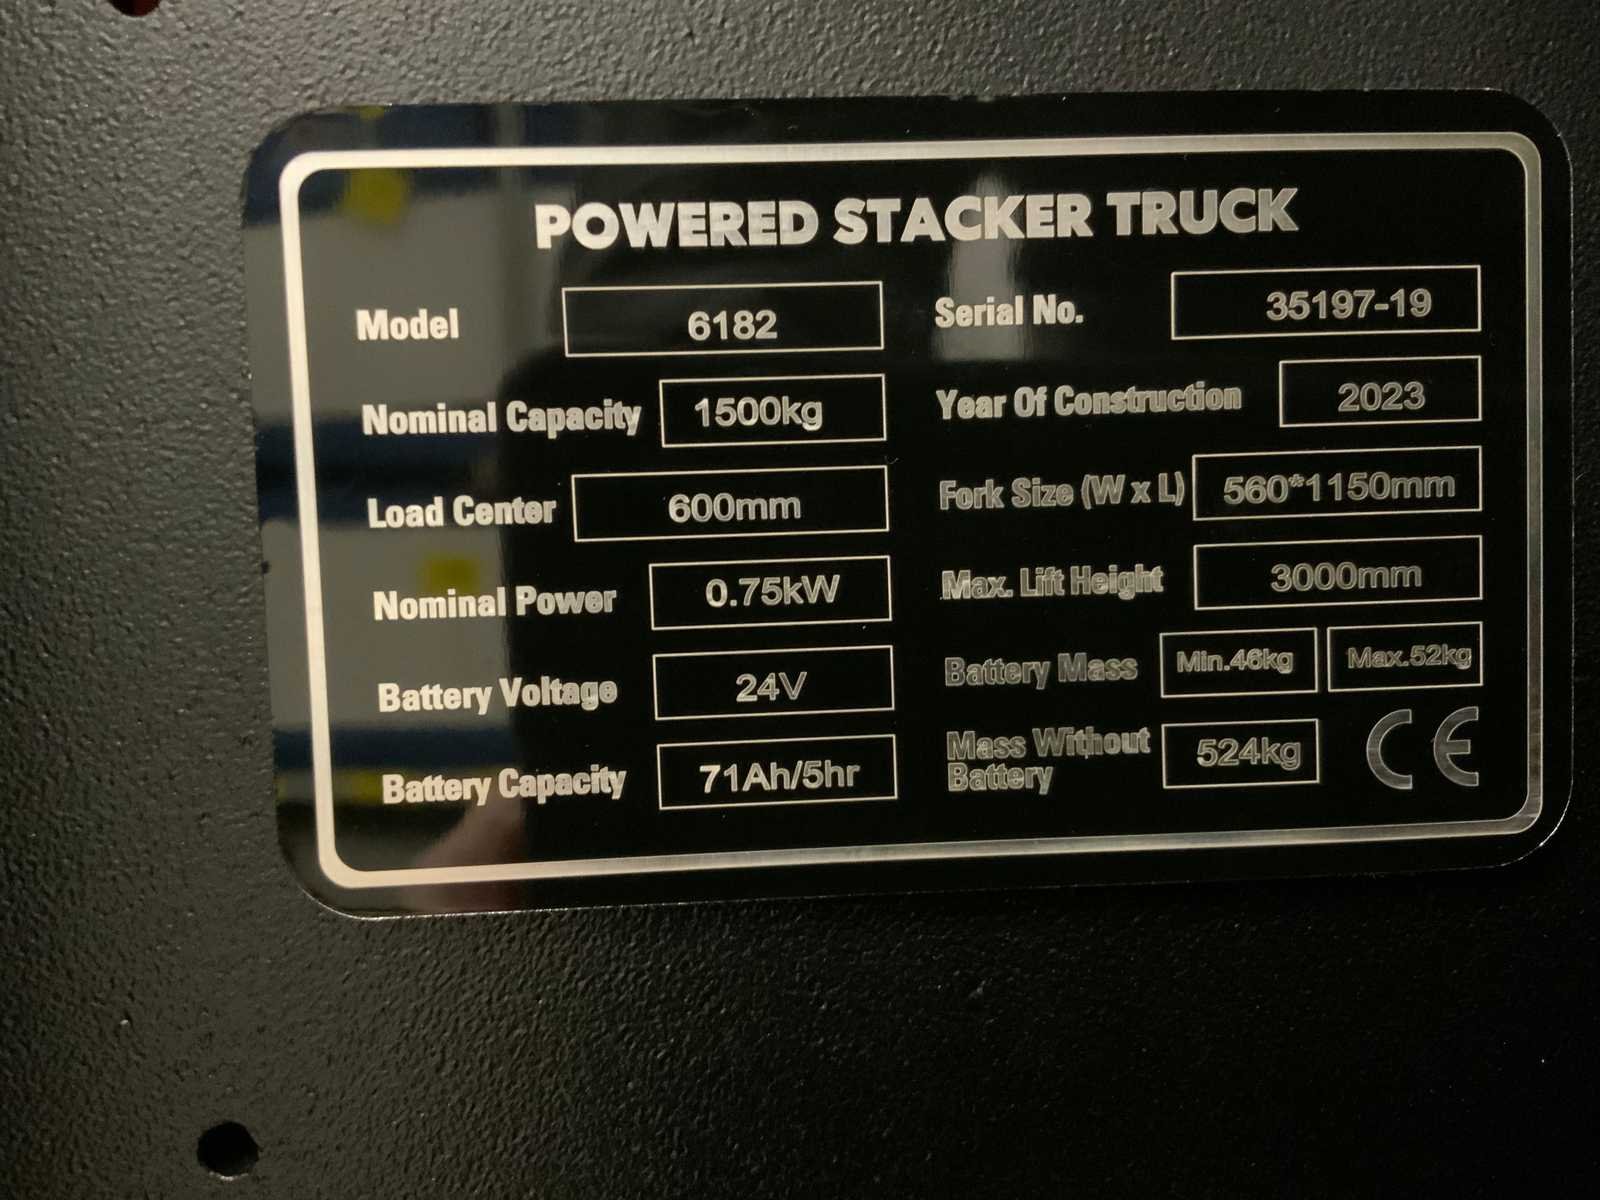 POWERED STACKER TRUCK
Model 6182
Serial No. 35197-19
Nominal Capacity 1500kg
Year Of Construction 2023
Load Center 600mm
Fork Size (W x L) 560*1150mm
Nominal Power 0.75kW
Max. Lift Height 3000mm
Battery Voltage 24V
Battery Mass Min.46kg Max.52kg
Battery Capacity 71Ah/5hr
Mass Without
Battery 524kg
CE